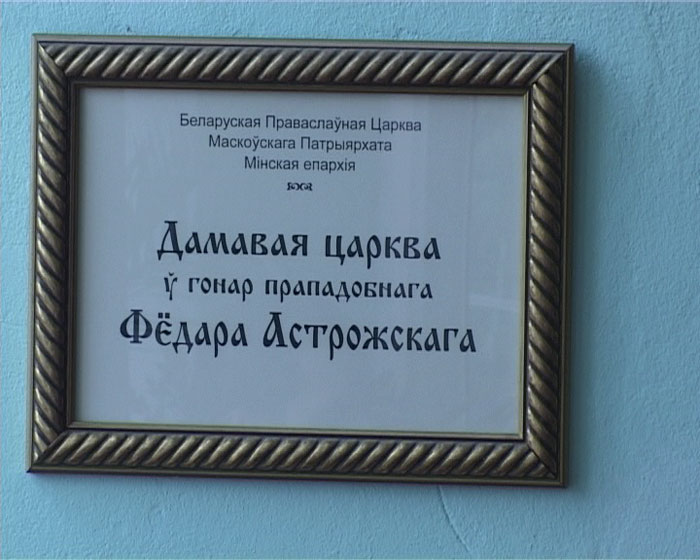 Беларуская Праваслаўная Царква
Маскоўскага Патрыярхата
Мінская епархія
Дамавая царква
ў гонар прападобнага
Фёдара Астрожскага